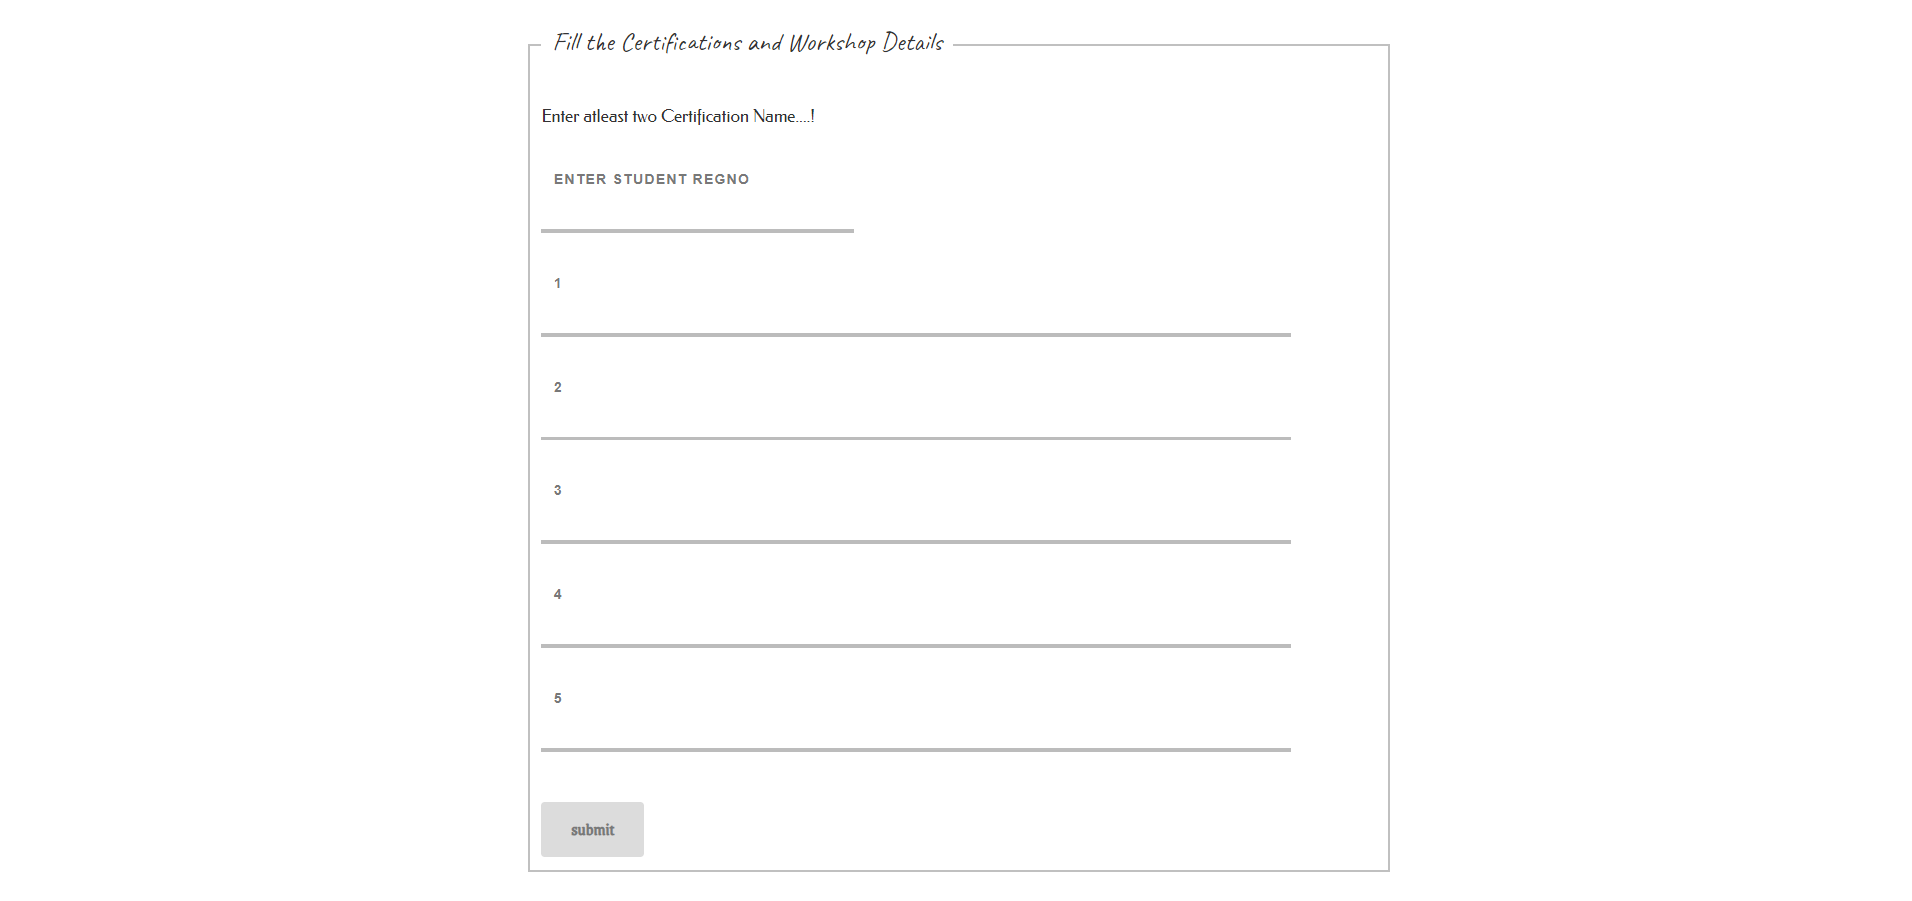 Fill the Certifications and Workshop Details
Enter atleast two Certification Name....!
ENTER STUDENT REGNO
1
2
3
4
5
submit